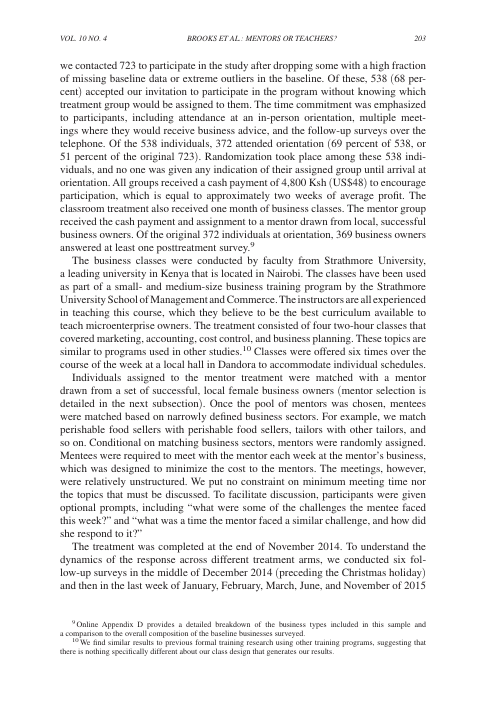 VOL. 10 NO. 4
BROOKS ET AL.: MENTORS OR TEACHERS?
203
we contacted 723 to participate in the study after dropping some with a high fraction
of missing baseline data or extreme outliers in the baseline. Of these, 538 (68 per-
cent) accepted our invitation to participate in the program without knowing which
treatment group would be assigned to them. The time commitment was emphasized
to participants, including attendance at an in-person orientation, multiple meet-
ings where they would receive business advice, and the follow-up surveys over the
telephone. Of the 538 individuals, 372 attended orientation (69 percent of 538, or
51 percent of the original 723). Randomization took place among these 538 indi-
viduals, and no one was given any indication of their assigned group until arrival at
orientation. All groups received a cash payment of 4,800 Ksh (US$48) to encourage
participation, which is equal to approximately two weeks of average profit. The
classroom treatment also received one month of business classes. The mentor group
received the cash payment and assignment to a mentor drawn from local, successful
business owners. Of the original 372 individuals at orientation, 369 business owners
answered at least one posttreatment survey.9
The business classes were conducted by faculty from Strathmore University,
a leading university in Kenya that is located in Nairobi. The classes have been used
as part of a small- and medium-size business training program by the Strathmore
University School of Management and Commerce. The instructors are all experienced
in teaching this course, which they believe to be the best curriculum available to
teach microenterprise owners. The treatment consisted of four two-hour classes that
covered marketing, accounting, cost control, and business planning. These topics are
similar to programs used in other studies.10 Classes were offered six times over the
course of the week at a local hall in Dandora to accommodate individual schedules.
Individuals assigned to the mentor treatment were matched with a mentor
drawn from a set of successful, local female business owners (mentor selection is
detailed in the next subsection). Once the pool of mentors was chosen, mentees
were matched based on narrowly defined business sectors. For example, we match
perishable food sellers with perishable food sellers, tailors with other tailors, and
so on. Conditional on matching business sectors, mentors were randomly assigned.
Mentees were required to meet with the mentor each week at the mentor's business,
which was designed to minimize the cost to the mentors. The meetings, however,
were relatively unstructured. We put no constraint on minimum meeting time nor
the topics that must be discussed. To facilitate discussion, participants were given
optional prompts, including “what were some of the challenges the mentee faced
this week?” and “what was a time the mentor faced a similar challenge, and how did
she respond to it?”
The treatment was completed at the end of November 2014. To understand the
dynamics of the response across different treatment arms, we conducted six fol-
low-up surveys in the middle of December 2014 (preceding the Christmas holiday)
and then in the last week of January, February, March, June, and November of 2015
9 Online Appendix D provides a detailed breakdown of the business types included in this sample and
a comparison to the overall composition of the baseline businesses surveyed.
10 We find similar results to previous formal training research using other training programs, suggesting that
there is nothing specifically different about our class design that generates our results.